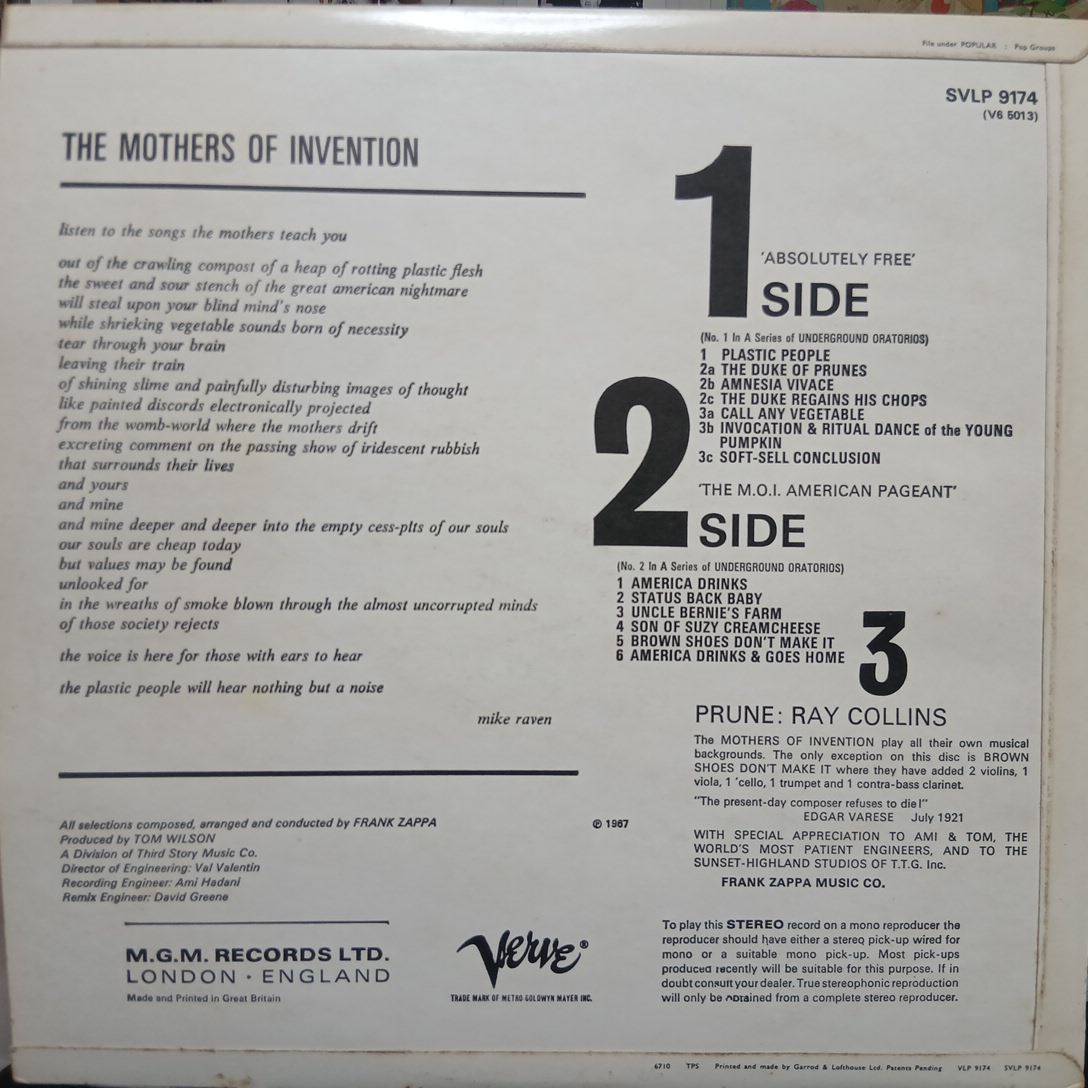 File under POPULAR : Pop Groups
SVLP 9174
(V6 5013)
THE MOTHERS OF INVENTION
listen to the songs the mothers teach you
out of the crawling compost of a heap of rotting plastic flesh
the sweet and sour stench of the great american nightmare
will steal upon your blind mind's nose
while shrieking vegetable sounds born of necessity
tear through your brain
leaving their train
of shining slime and painfully disturbing images of thought
like painted discords electronically projected
from the womb-world where the mothers drift
excreting comment on the passing show of iridescent rubbish
that surrounds their lives
and yours
and mine
and mine deeper and deeper into the empty cess-pits of our souls
our souls are cheap today
but values may be found
unlooked for
in the wreaths of smoke blown through the almost uncorrupted minds
of those society rejects
the voice is here for those with ears to hear
the plastic people will hear nothing but a noise
mike raven
1
'ABSOLUTELY FREE'
SIDE
(No. 1 In A Series of UNDERGROUND ORATORIOS)
1 PLASTIC PEOPLE
2a THE DUKE OF PRUNES
2b AMNESIA VIVACE
2c THE DUKE REGAINS HIS CHOPS
3a CALL ANY VEGETABLE
3b INVOCATION & RITUAL DANCE of the YOUNG
PUMPKIN
3c SOFT-SELL CONCLUSION
2
'THE M.O.I. AMERICAN PAGEANT'
SIDE
(No. 2 In A Series of UNDERGROUND ORATORIOS)
1 AMERICA DRINKS
2 STATUS BACK BABY
3 UNCLE BERNIE'S FARM
4 SON OF SUZY CREAMCHEESE
5 BROWN SHOES DON'T MAKE IT
6 AMERICA DRINKS & GOES HOME
3
PRUNE: RAY COLLINS
The MOTHERS OF INVENTION play all their own musical
backgrounds. The only exception on this disc is BROWN
SHOES DON'T MAKE IT where they have added 2 violins, 1
viola, 1 'cello, 1 trumpet and 1 contra-bass clarinet.
"The present-day composer refuses to die!"
EDGAR VARESE July 1921
WITH SPECIAL APPRECIATION TO AMI & TOM, THE
WORLD'S MOST PATIENT ENGINEERS, AND TO THE
SUNSET-HIGHLAND STUDIOS OF T.T.G. Inc.
FRANK ZAPPA MUSIC CO.
All selections composed, arranged and conducted by FRANK ZAPPA
Produced by TOM WILSON
A Division of Third Story Music Co.
Director of Engineering: Val Valentin
Recording Engineer: Ami Hadani
Remix Engineer: David Greene
℗ 1967
M.G.M. RECORDS LTD.
LONDON · ENGLAND
Made and Printed in Great Britain
Verve®
TRADE MARK OF METRO GOLDWYN MAYER INC.
To play this STEREO record on a mono reproducer the
reproducer should have either a stereo pick-up wired for
mono or a suitable mono pick-up. Most pick-ups
produced recently will be suitable for this purpose. If in
doubt consult your dealer. True stereophonic reproduction
will only be obtained from a complete stereo reproducer.
6710 TPS Printed and made by Garrod & Lofthouse Ltd. Patents Pending VLP 9174 SVLP 9174